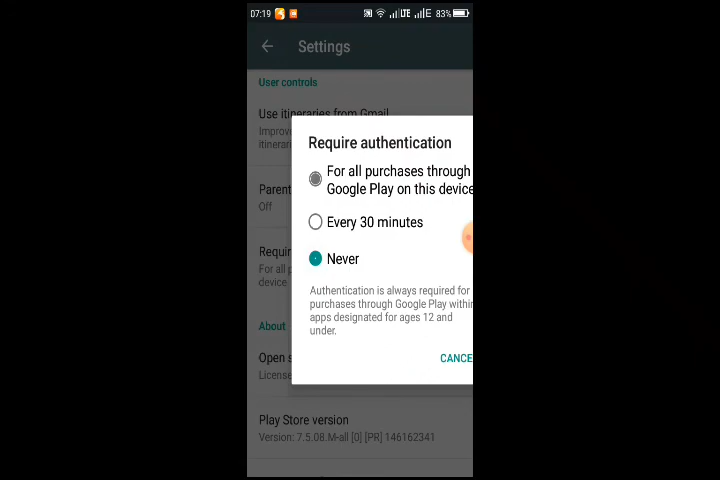 07:19 LTE E 83%
Settings
User controls
Use itineraries from Gmail
Improv
itinerari
Require authentication
For all purchases through
Google Play on this device
Parent
Off
Every 30 minutes
Requir
For all p
device
Never
Authentication is always required for
purchases through Google Play within
apps designated for ages 12 and
under.
About
Open s
License
CANCE
Play Store version
Version: 7.5.08.M-all [0] [PR] 146162341